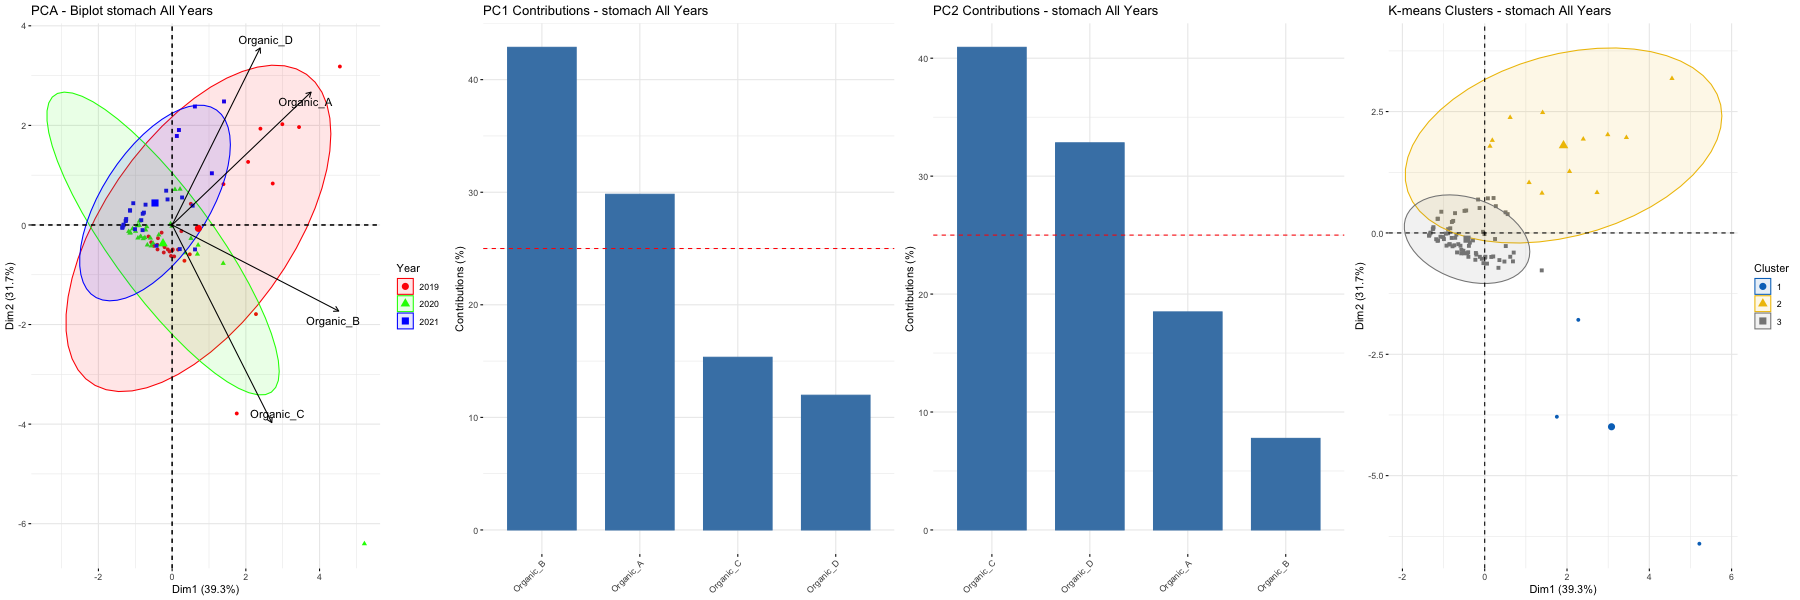 PCA - Biplot stomach All Years
4
2
0
-2
-4
-6
Dim2 (31.7%)
Organic_D
Organic_A
Organic_B
Organic_C
-2
0
2
4
Dim1 (39.3%)
Year
2019
2020
2021
PC1 Contributions - stomach All Years
Contributions (%)
40
30
20
10
0
Organic_B
Organic_A
Organic_C
Organic_D
PC2 Contributions - stomach All Years
Contributions (%)
40
30
20
10
0
Organic_C
Organic_D
Organic_A
Organic_B
K-means Clusters - stomach All Years
Dim2 (31.7%)
2.5
0.0
-2.5
-5.0
-2
0
2
4
6
Dim1 (39.3%)
Cluster
1
2
3